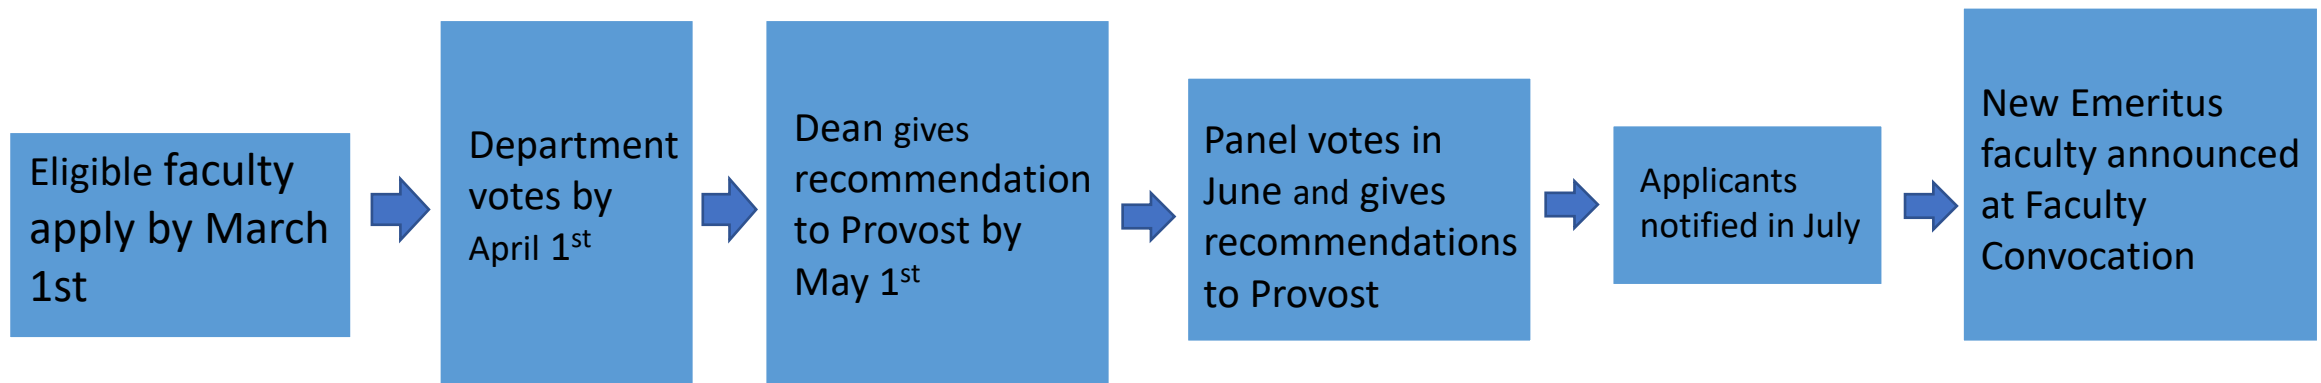 Eligible faculty
apply by March
1st
Department
votes by
April 1st
Dean gives
recommendation
to Provost by
May 1st
Panel votes in
June and gives
recommendations
to Provost
Applicants
notified in July
New Emeritus
faculty announced
at Faculty
Convocation